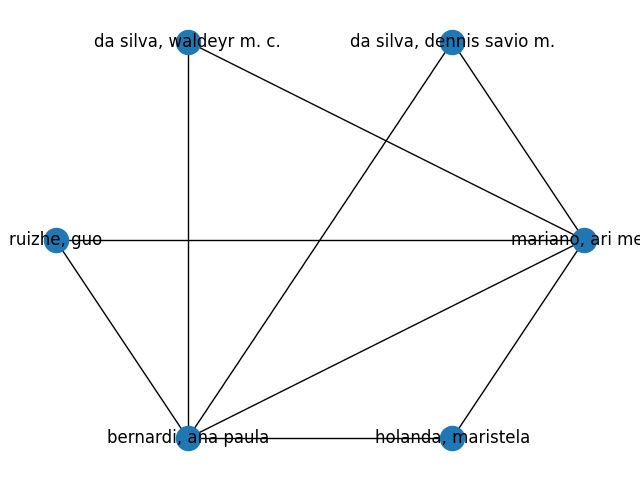 da silva, waldeyr m. c.
da silva, dennis savio m.
ruizhe, guo
mariano, ari me
bernardi, ana paula
holanda, maristela